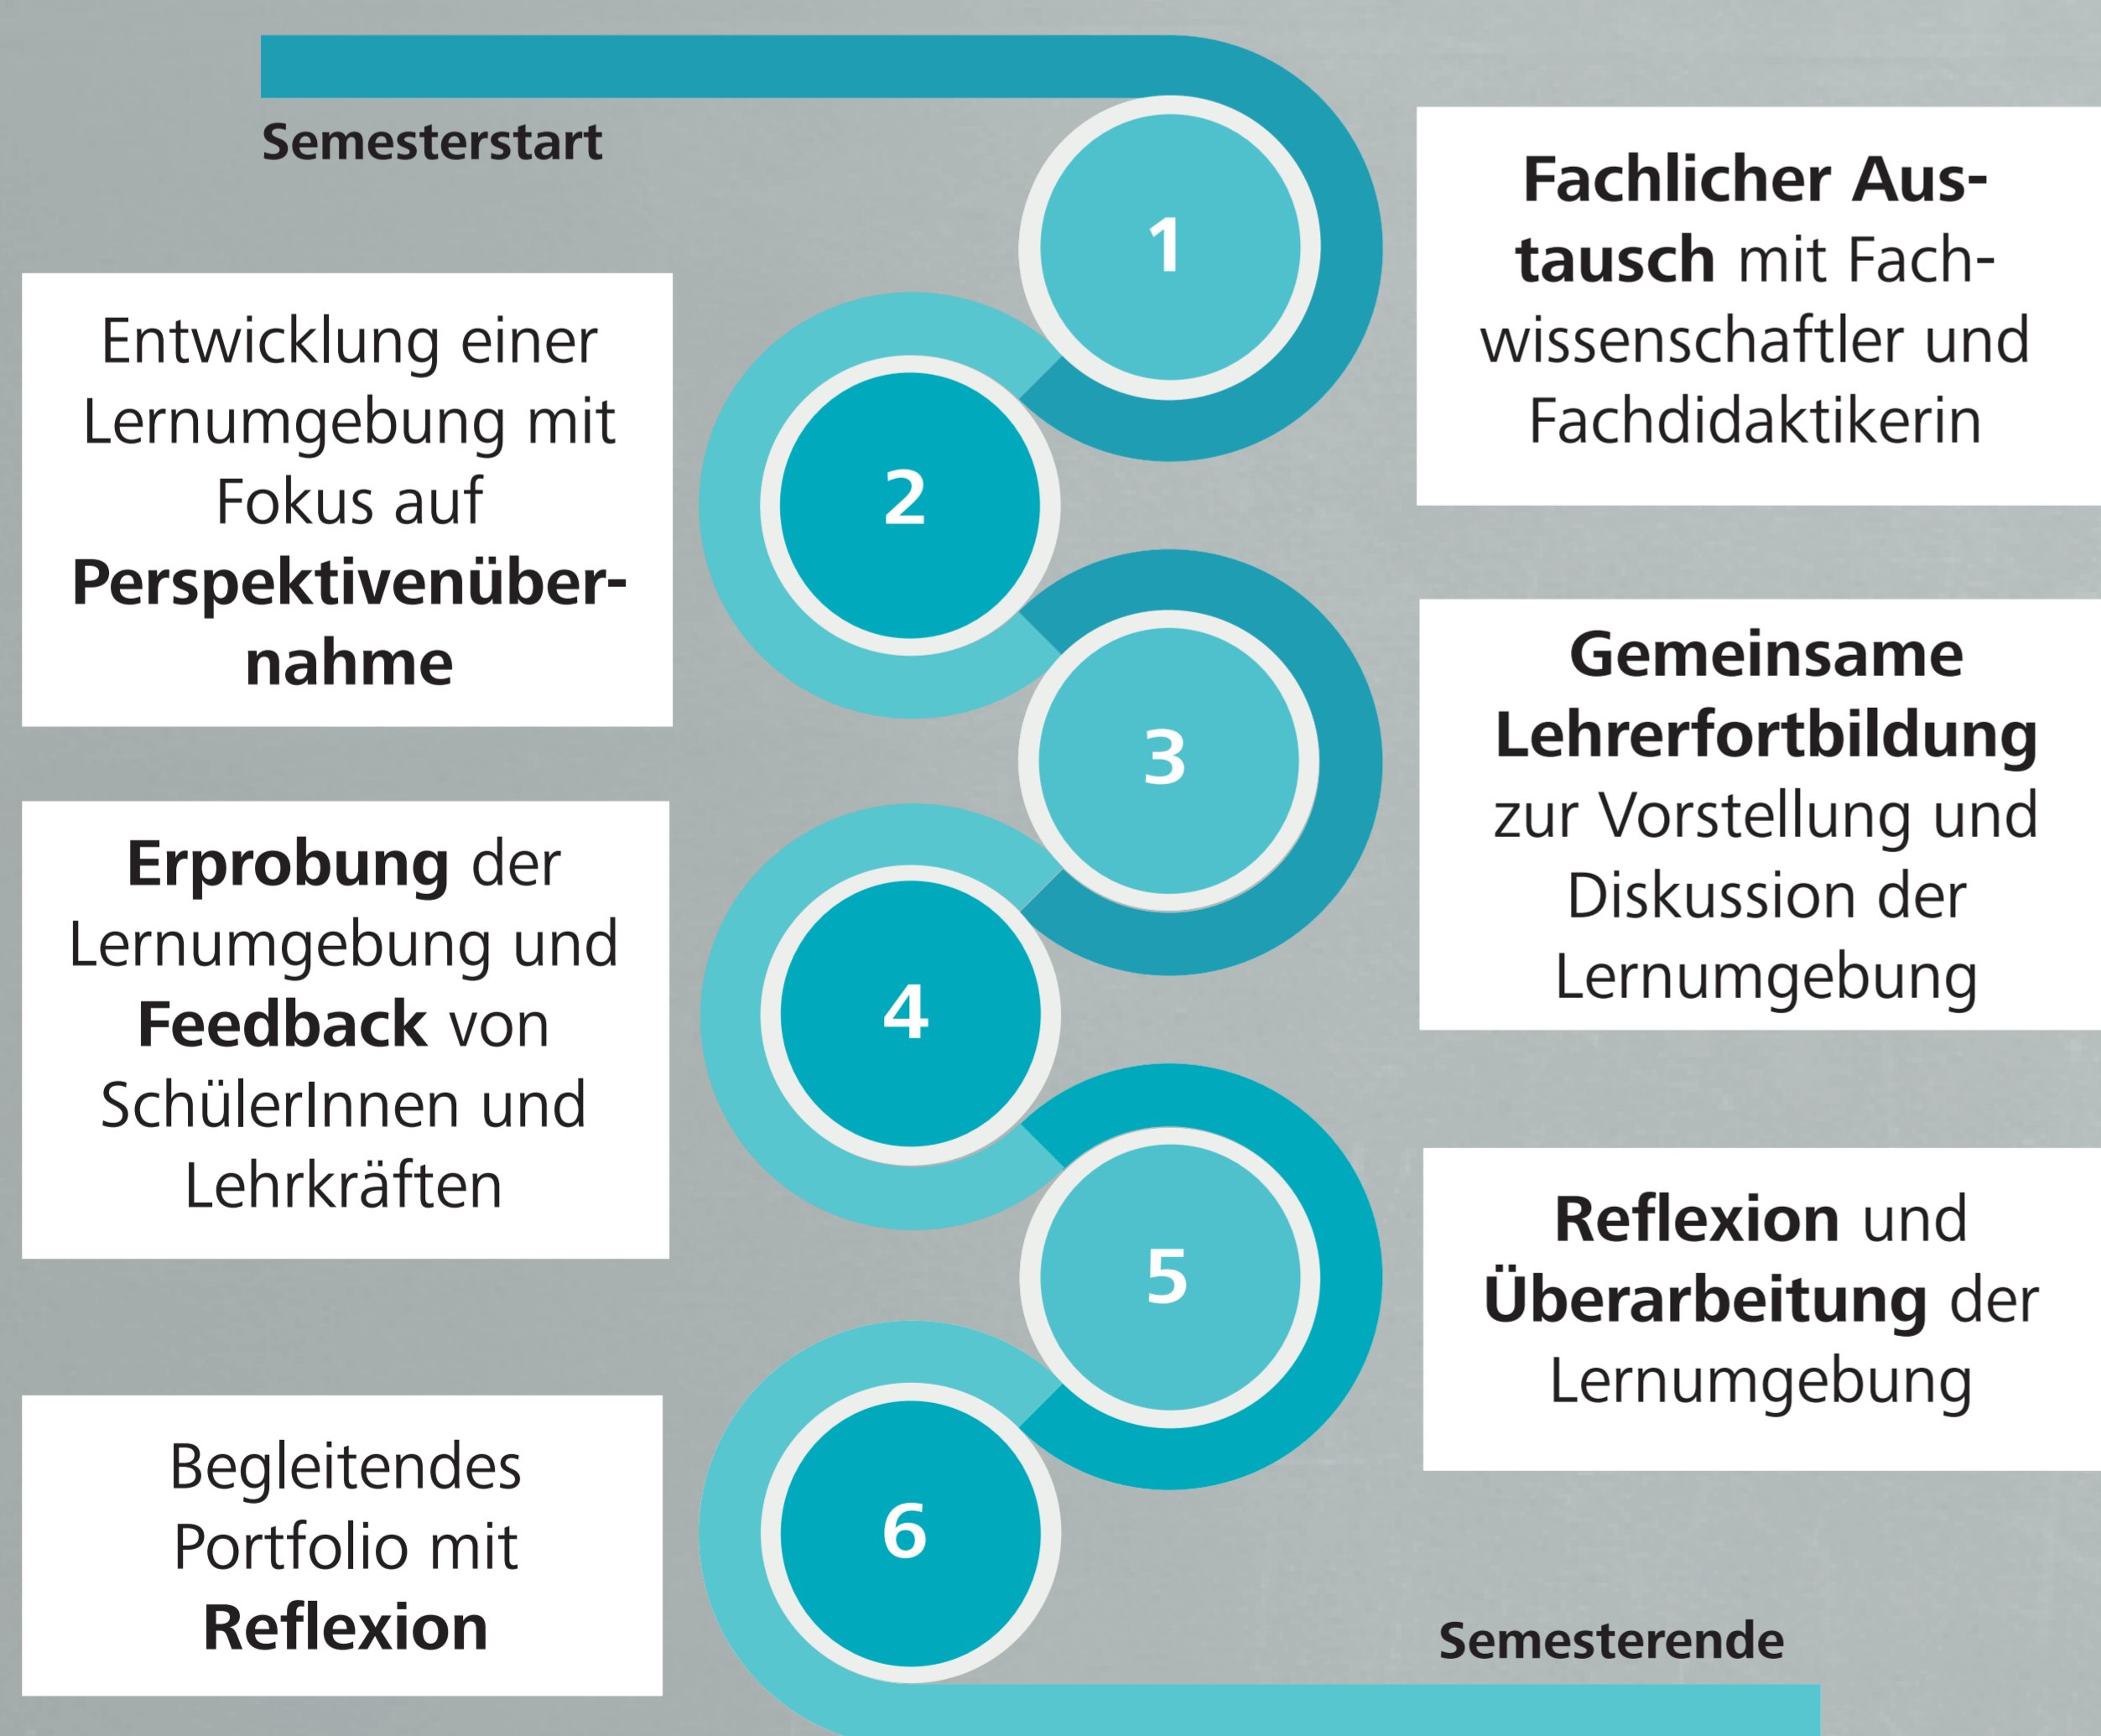 Semesterstart
1
Fachlicher Aus-
tausch mit Fach-
wissenschaftler und
Fachdidaktikerin
2
Entwicklung einer
Lernumgebung mit
Fokus auf
Perspektivenüber-
nahme
3
Gemeinsame
Lehrerfortbildung
zur Vorstellung und
Diskussion der
Lernumgebung
4
Erprobung der
Lernumgebung und
Feedback von
SchülerInnen und
Lehrkräften
5
Reflexion und
Überarbeitung der
Lernumgebung
6
Begleitendes
Portfolio mit
Reflexion
Semesterende